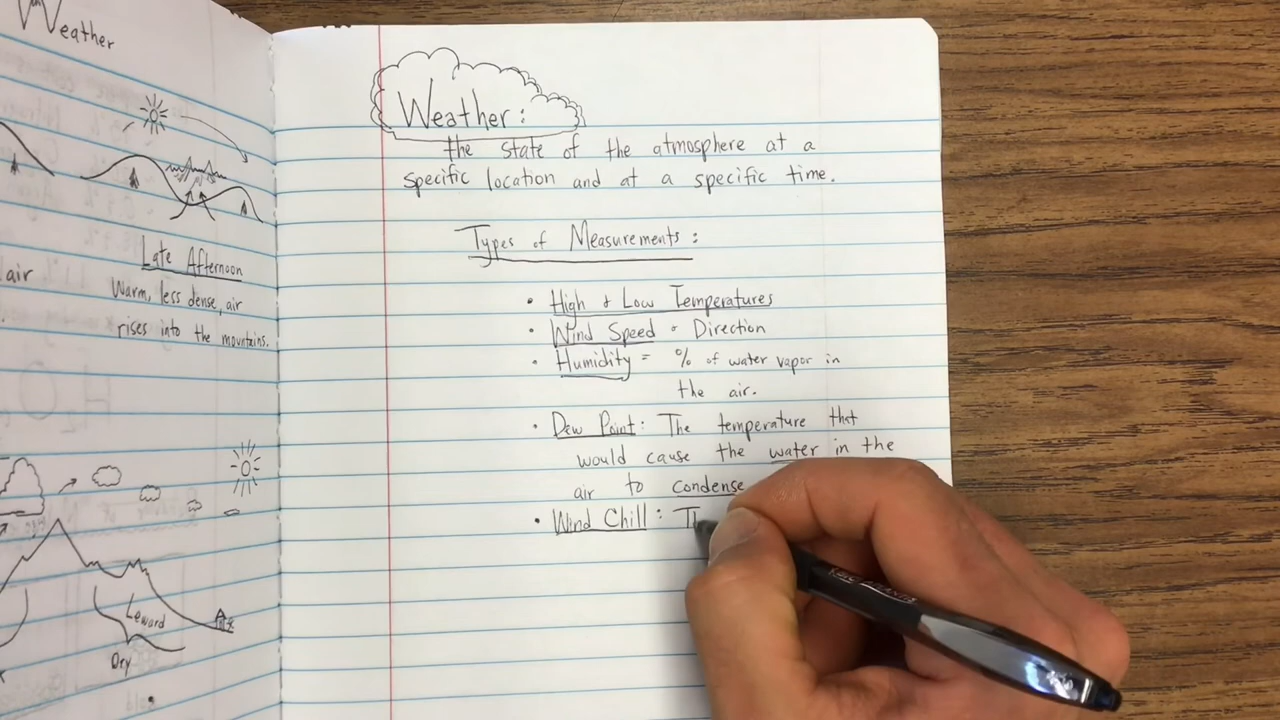 Weather
Late Afternoon
air
Warm, less dense, air
rises into the mountains.
Leward
Dry
Weather:
the state of the atmosphere at a
specific location and at a specific time.
Types of Measurements:
• High & Low Temperatures
• Wind Speed & Direction
• Humidity = % of water vapor in
the air.
• Dew Point: The temperature that
would cause the water in the
air to condense
• Wind Chill: Th